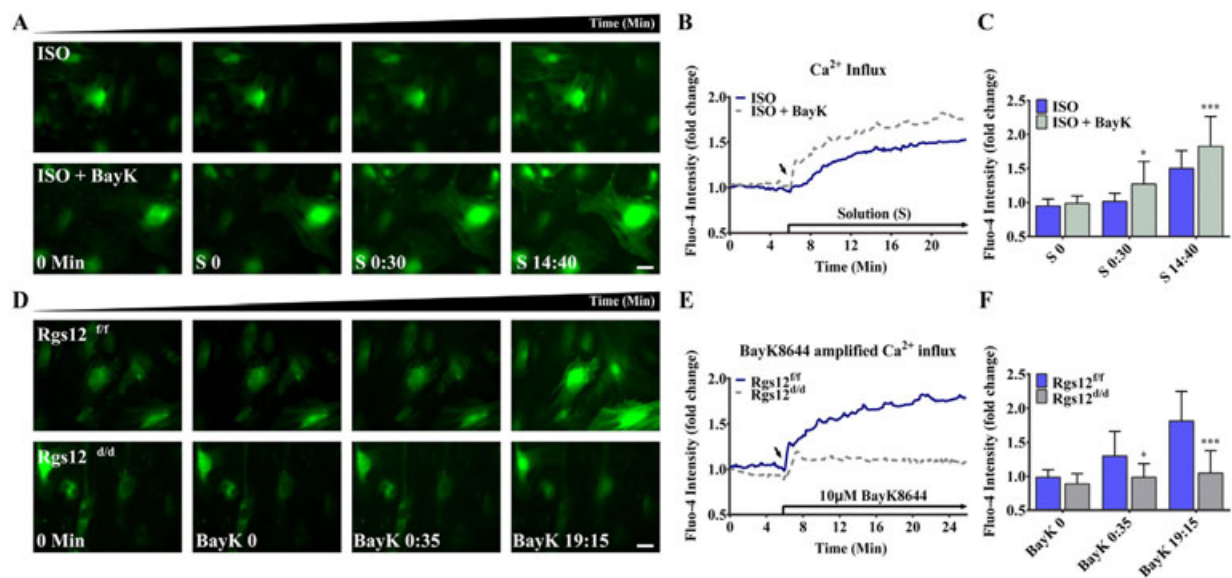 A
Time (Min)
ISO
ISO + BayK
0 Min
S 0
S 0:30
S 14:40
B
Ca²⁺ Influx
ISO
ISO + BayK
Fluo-4 Intensity (fold change)
2.0
1.5
1.0
0.5
Solution (S)
0 4 8 12 16 20
Time (Min)
C
Fluo-4 Intensity (fold change)
2.5
2.0
1.5
1.0
0.5
ISO
ISO + BayK
*
***
S 0
S 0:30
S 14:40
D
Time (Min)
Rgs12 f/f
Rgs12 d/d
0 Min
BayK 0
BayK 0:35
BayK 19:15
E
BayK8644 amplified Ca²⁺ influx
Rgs12f/f
Rgs12d/d
Fluo-4 Intensity (fold change)
2.0
1.5
1.0
0.5
10µM BayK8644
0 4 8 12 16 20 24
Time (Min)
F
Fluo-4 Intensity (fold change)
2.5
2.0
1.5
1.0
0.5
Rgs12f/f
Rgs12d/d
*
***
BayK 0
BayK 0:35
BayK 19:15